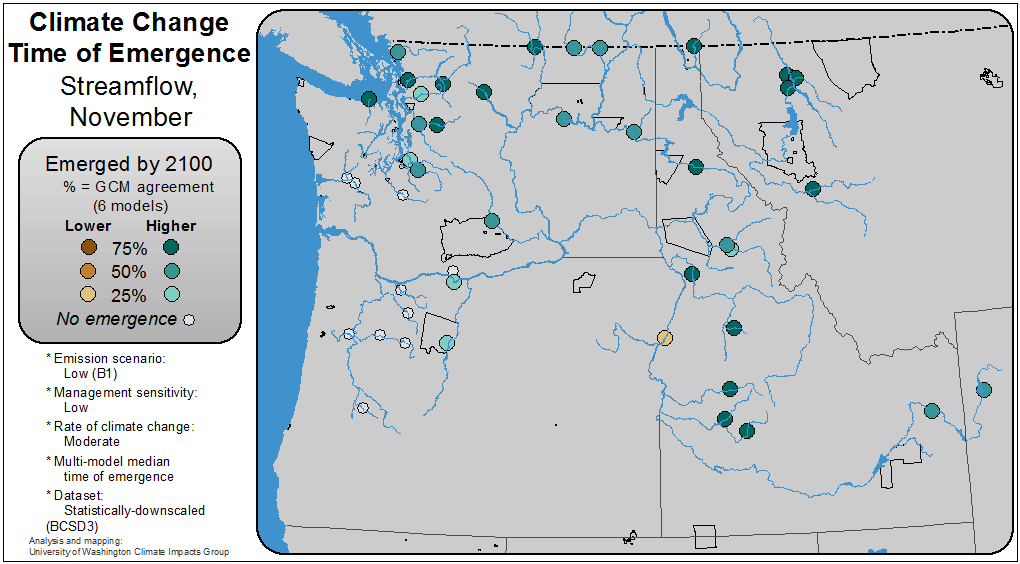 Climate Change
Time of Emergence
Streamflow,
November
Emerged by 2100
% = GCM agreement
(6 models)
Lower Higher
75%
50%
25%
No emergence
* Emission scenario:
Low (B1)
* Management sensitivity:
Low
* Rate of climate change:
Moderate
* Multi-model median
time of emergence
* Dataset:
Statistically-downscaled
(BCSD3)
Analysis and mapping:
University of Washington Climate Impacts Group